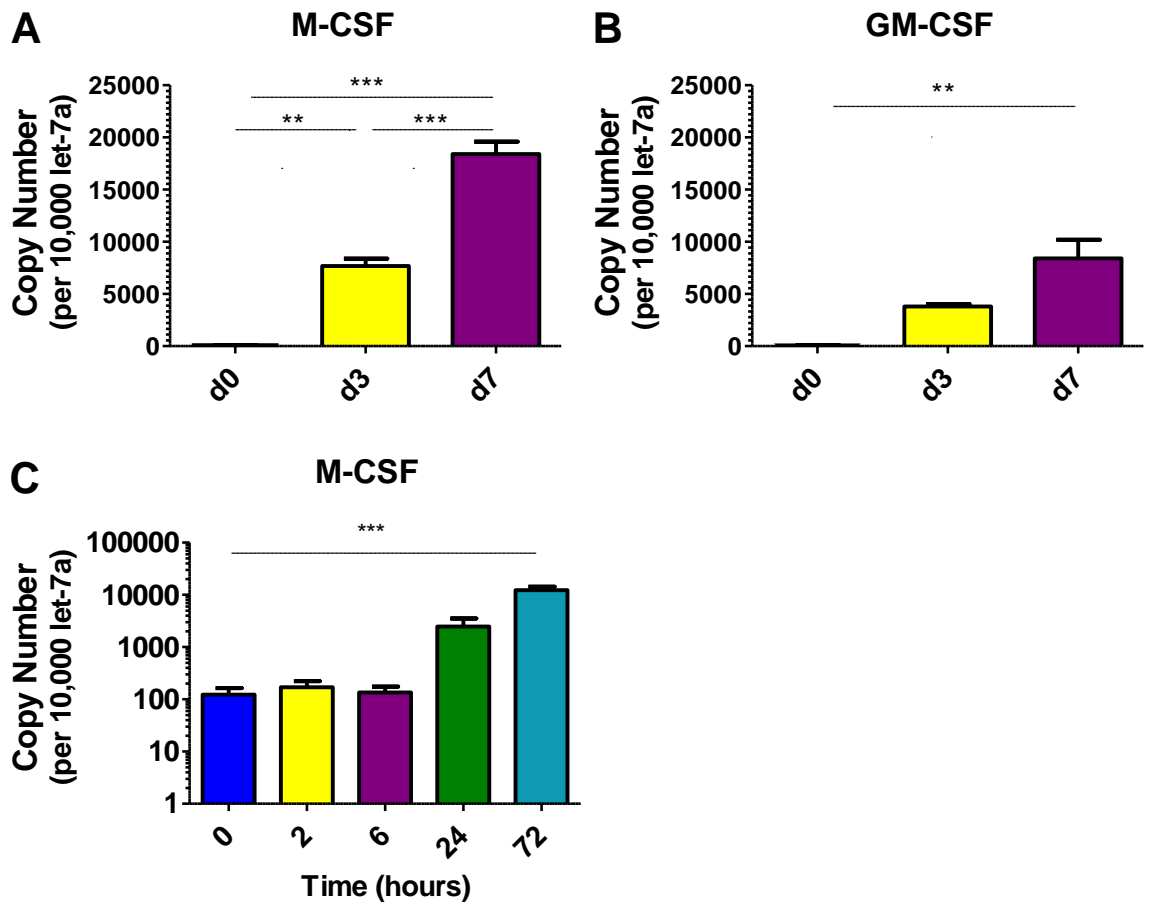 A
M-CSF
Copy Number
(per 10,000 let-7a)
25000
20000
15000
10000
5000
0
***
**
***
d0
d3
d7
B
GM-CSF
Copy Number
(per 10,000 let-7a)
25000
20000
15000
10000
5000
0
**
d0
d3
d7
C
M-CSF
Copy Number
(per 10,000 let-7a)
100000
10000
1000
100
10
1
***
0
2
6
24
72
Time (hours)